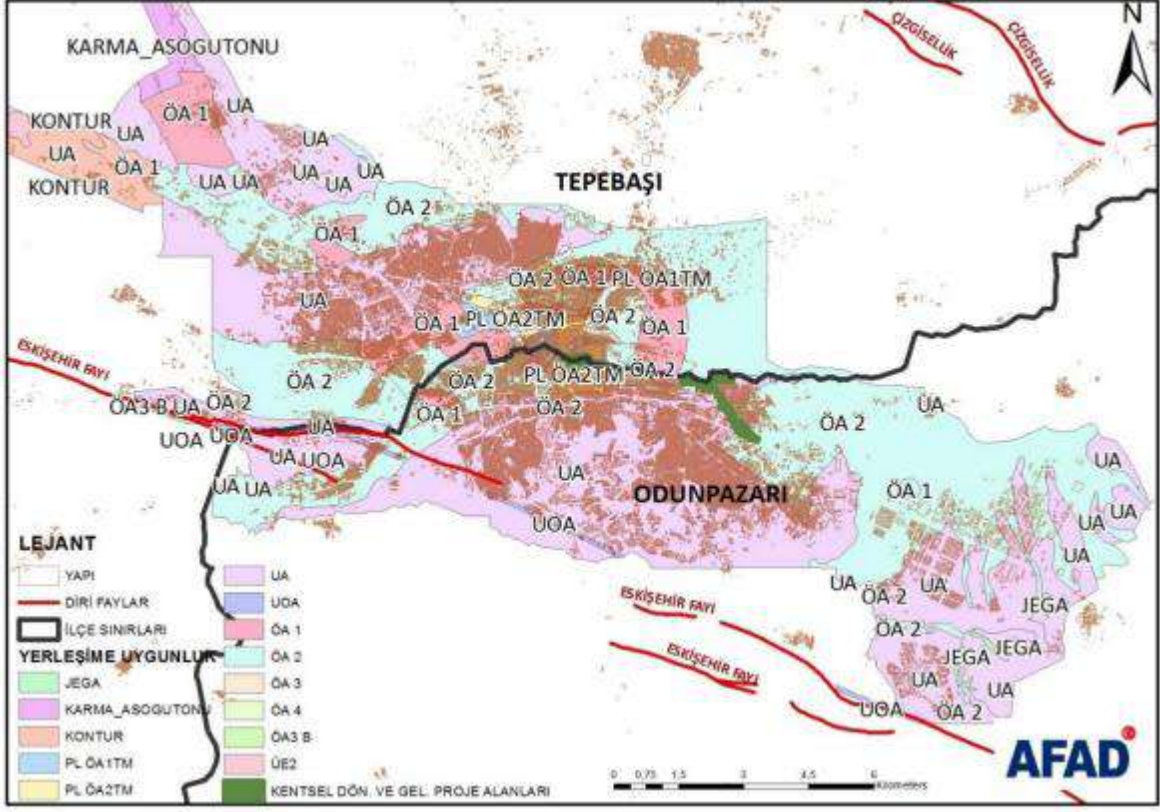 N
ÇİZGİSELLİK
ÇİZGİSELLİK
KARMA_ASOGUTONU
ÖA 1
UA
KONTUR
UA
UA
UA
ÖA 1
KONTUR
UA UA
UA
UA
UA
TEPEBAŞI
ÖA 2
ÖA 1
ÖA 2
ÖA 1
PL ÖA1TM
UA
ÖA 1
PL ÖA2TM
ÖA 2
ÖA 1
ESKİŞEHİR FAYI
ÖA 2
ÖA 2
PL ÖA2TM
ÖA 2
ÖA3 B
UA
ÖA 2
ÖA 1
ÖA 2
ÖA 2
UA
UOA
UOA
UA
UA
UOA
UA
UA UA
ODUNPAZARI
ÖA 1
UA
UA
UA
UA
UOA
UA
ÖA 2
UA
JEGA
ESKİŞEHİR FAYI
ÖA 2
JEGA
JEGA
ESKİŞEHİR FAYI
UA
UA
UOA
ÖA 2
LEJANT
YAPI
DİRİ FAYLAR
İLÇE SINIRLARI
YERLEŞİME UYGUNLUK
JEGA
KARMA_ASOGUTONU
KONTUR
PL ÖA1TM
PL ÖA2TM
UA
UOA
ÖA 1
ÖA 2
ÖA 3
ÖA 4
ÖA3 B
ÜE2
KENTSEL DÖN. VE GEL. PROJE ALANLARI
0 0,75 1,5 3 4,5 6
Kilometers
AFAD